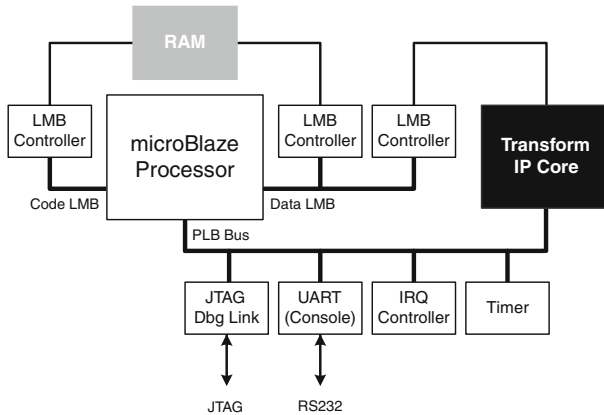 RAM
LMB
Controller
microBlaze
Processor
LMB
Controller
LMB
Controller
Transform
IP Core
Code LMB
Data LMB
PLB Bus
JTAG
Dbg Link
UART
(Console)
IRQ
Controller
Timer
JTAG
RS232